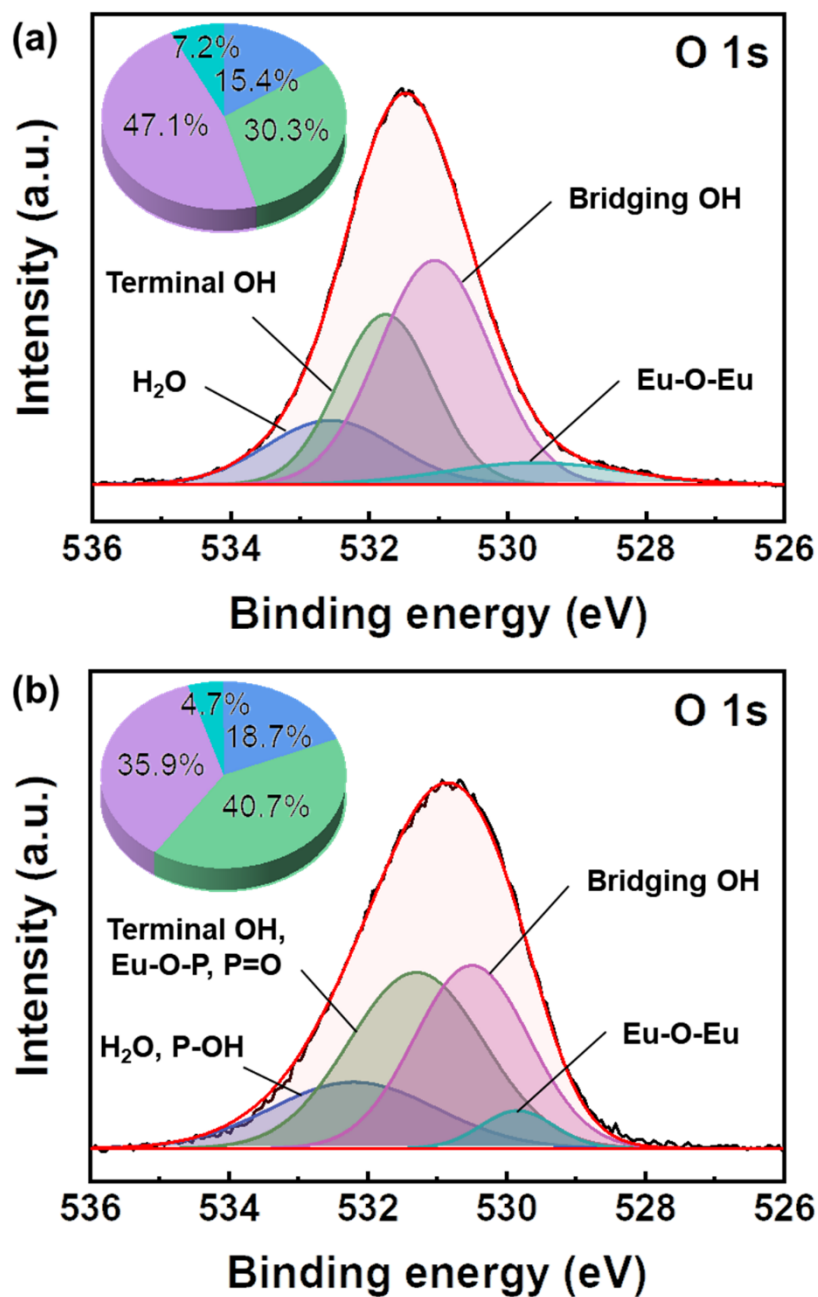 (a)
O 1s
7.2%
15.4%
47.1%
30.3%
Bridging OH
Terminal OH
H₂O
Eu-O-Eu
Intensity (a.u.)
536 534 532 530 528 526
Binding energy (eV)
(b)
O 1s
4.7%
18.7%
35.9%
40.7%
Bridging OH
Terminal OH,
Eu-O-P, P=O
H₂O, P-OH
Eu-O-Eu
Intensity (a.u.)
536 534 532 530 528 526
Binding energy (eV)